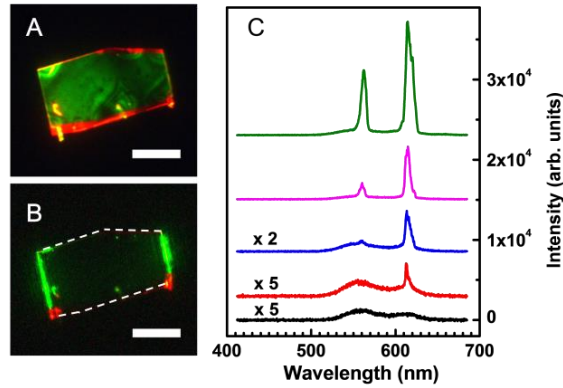 A
B
C
3x10⁴
2x10⁴
x 2
1x10⁴
x 5
x 5
0
400 500 600 700
Wavelength (nm)
Intensity (arb. units)